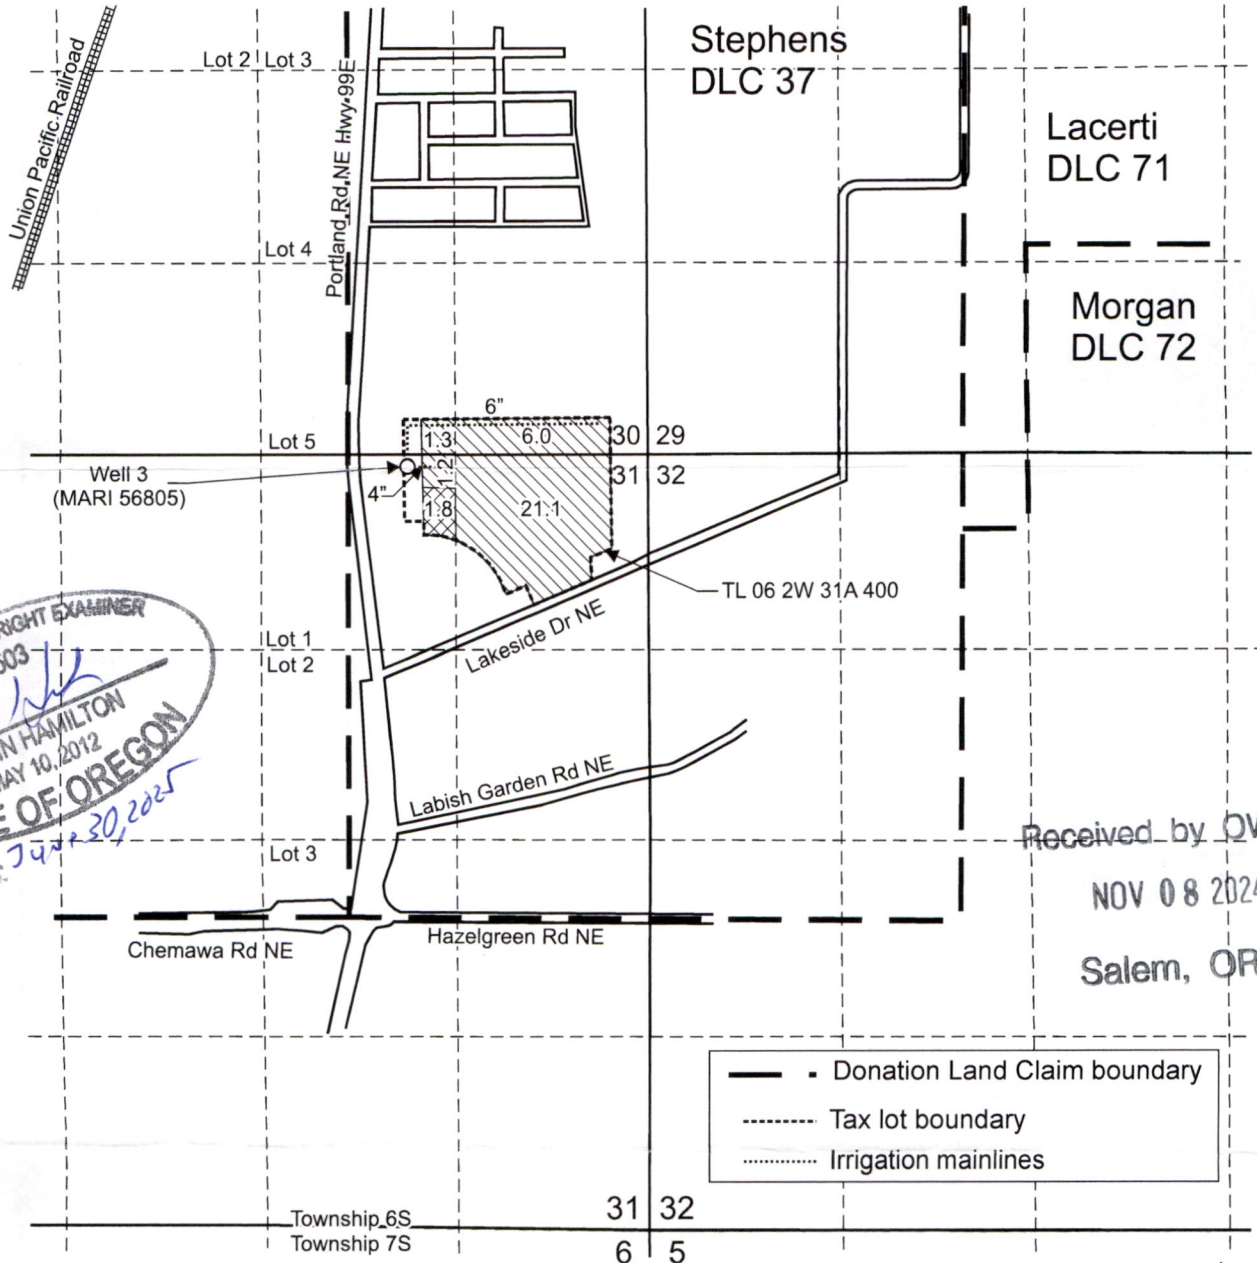 Stephens
DLC 37
Lot 2 Lot 3
Union Pacific Railroad
Portland Rd NE Hwy 99E
Lacerti
DLC 71
Lot 4
Morgan
DLC 72
6"
1.3 6.0
30 29
Lot 5
Well 3
(MARI 56805)
1.2
31 32
4"
1.8 21.1
TL 06 2W 31A 400
RIGHT EXAMINER
Lot 1
Lot 2
Lakeside Dr NE
HAMILTON
MAY 10, 2012
OF OREGON
June 30, 2025
Labish Garden Rd NE
Lot 3
Received by
NOV 08 2024
Salem, OR
Chemawa Rd NE
Hazelgreen Rd NE
Donation Land Claim boundary
Tax lot boundary
Irrigation mainlines
Township 6S
31 32
Township 7S
6 5